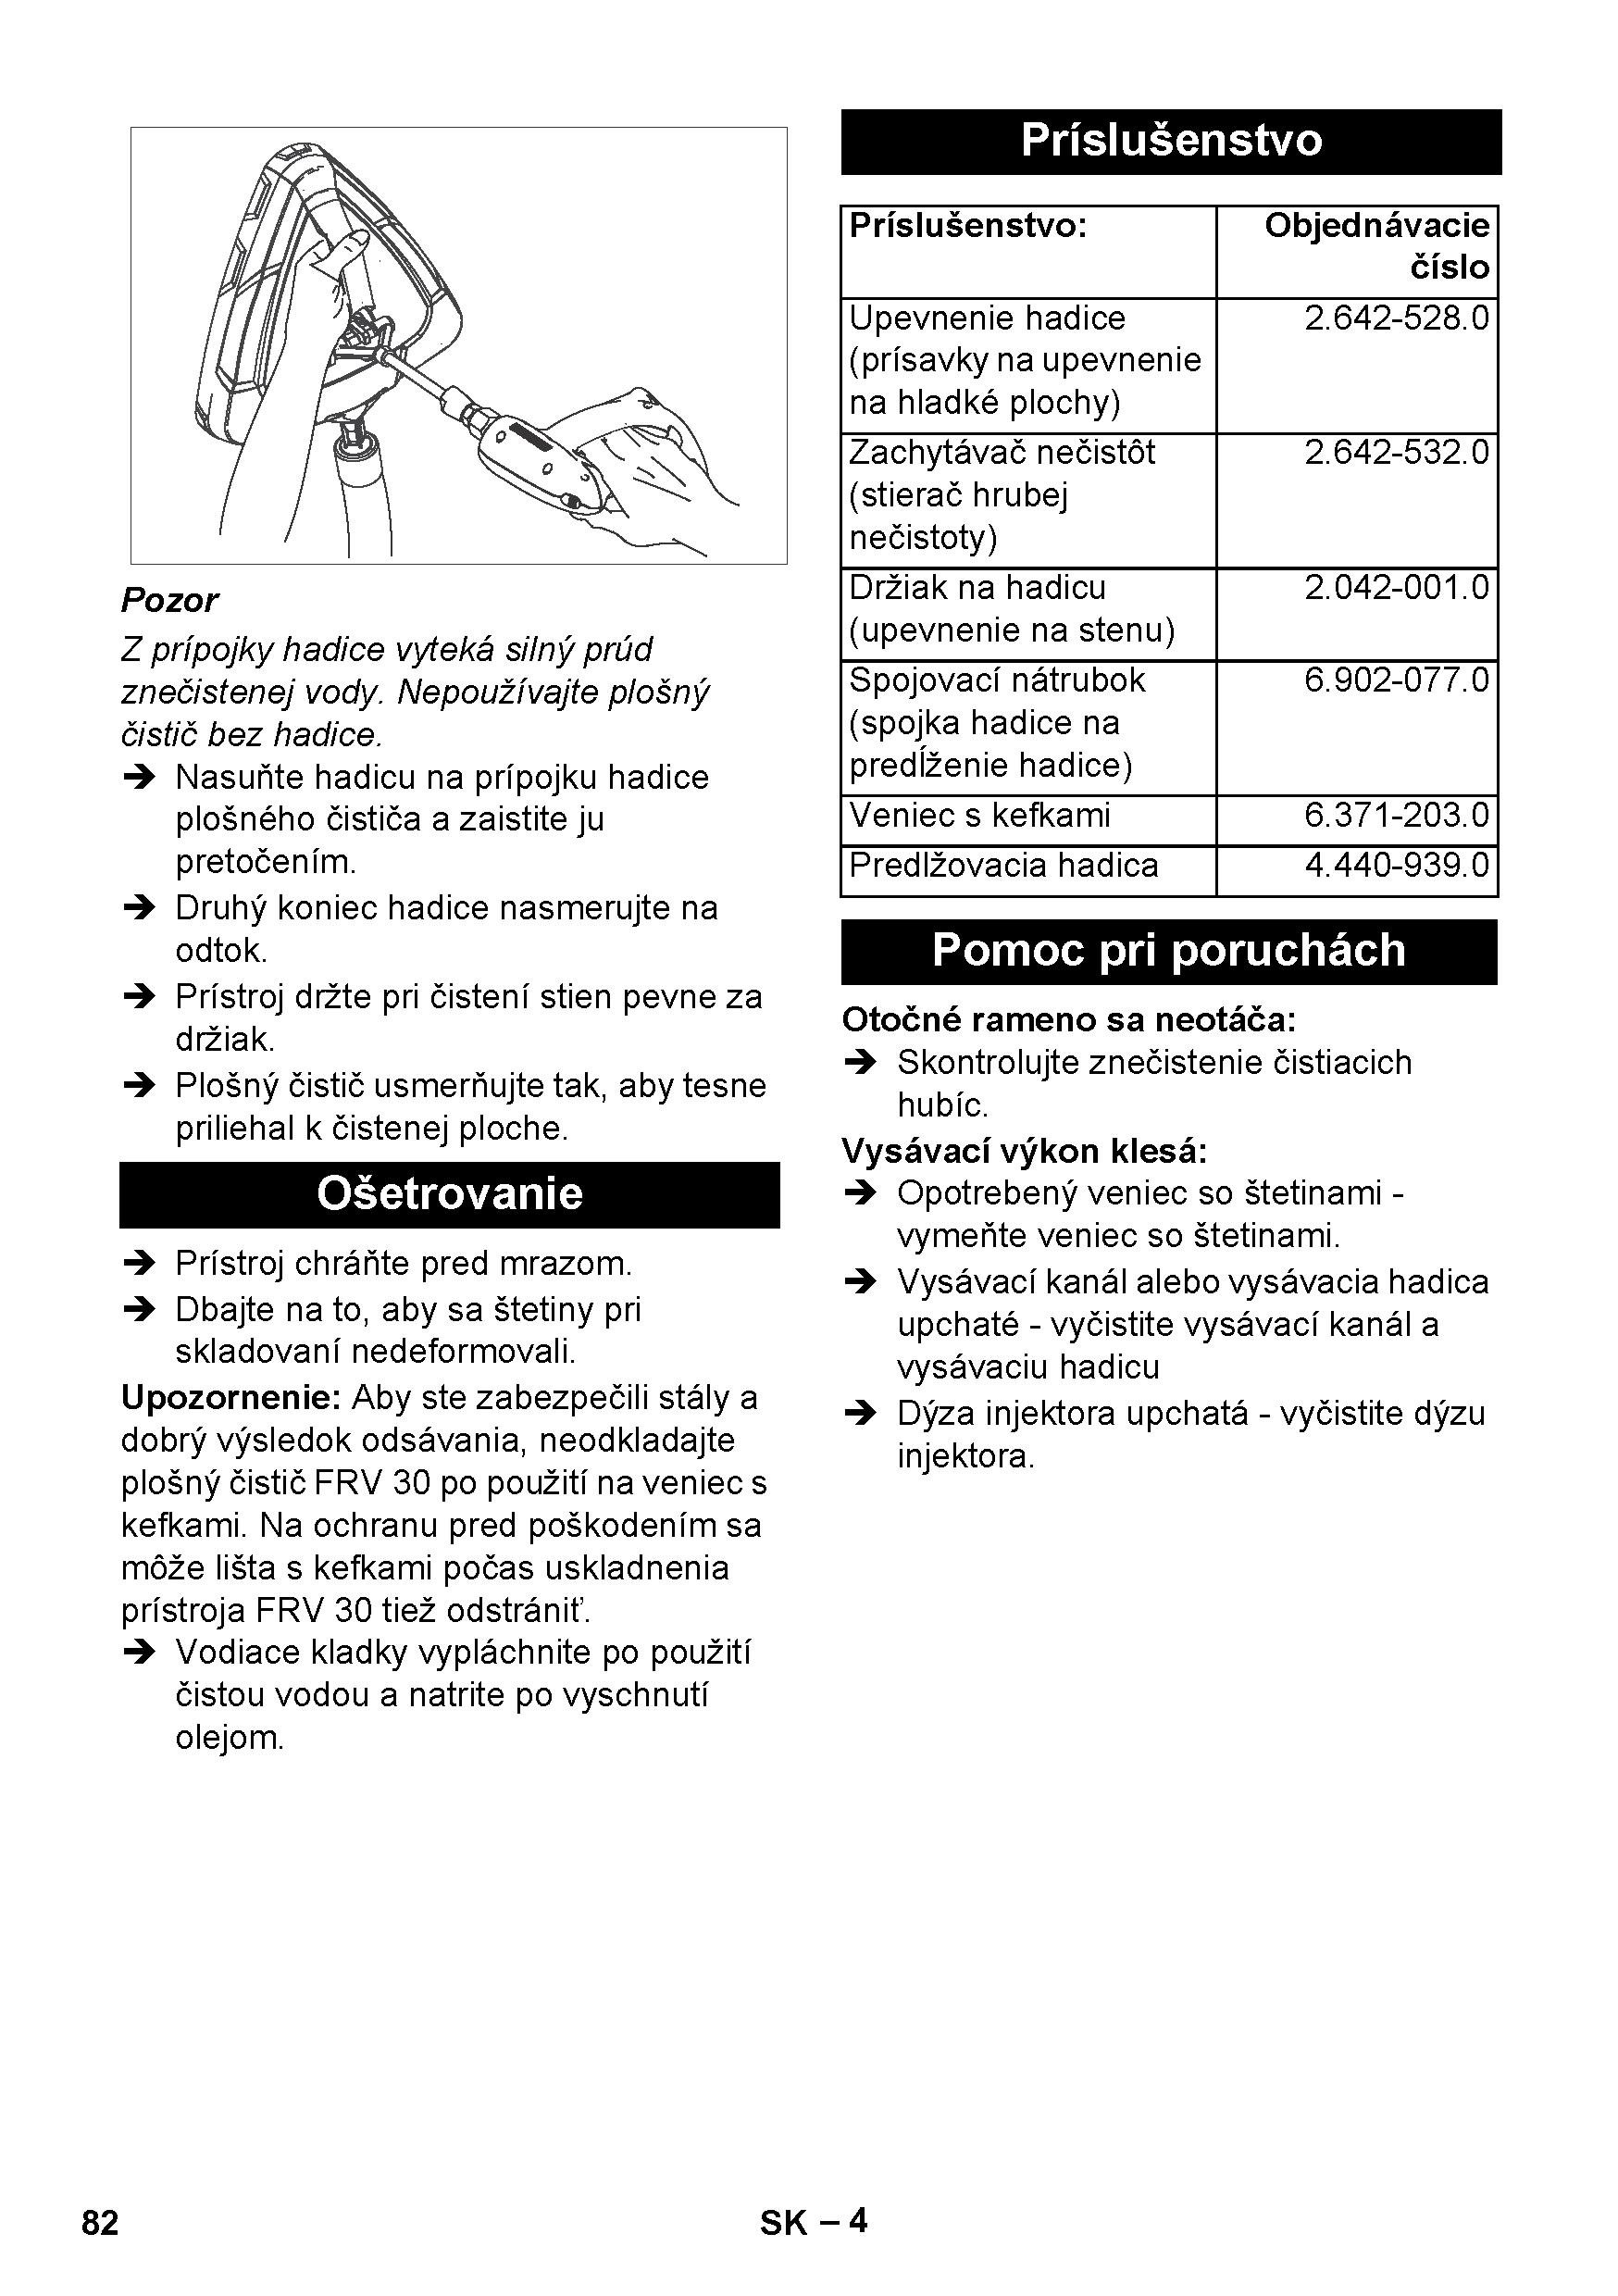 Pozor
Z prípojky hadice vyteká silný prúd
znečistenej vody. Nepoužívajte plošný
čistič bez hadice.
➔ Nasuňte hadicu na prípojku hadice
plošného čističa a zaistite ju
pretočením.
➔ Druhý koniec hadice nasmerujte na
odtok.
➔ Prístroj držte pri čistení stien pevne za
držiak.
➔ Plošný čistič usmerňujte tak, aby tesne
priliehal k čistenej ploche.
Ošetrovanie
➔ Prístroj chráňte pred mrazom.
➔ Dbajte na to, aby sa štetiny pri
skladovaní nedeformovali.
Upozornenie: Aby ste zabezpečili stály a
dobrý výsledok odsávania, neodkladajte
plošný čistič FRV 30 po použití na veniec s
kefkami. Na ochranu pred poškodením sa
môže lišta s kefkami počas uskladnenia
prístroja FRV 30 tiež odstrániť.
➔ Vodiace kladky vypláchnite po použití
čistou vodou a natrite po vyschnutí
olejom.
Príslušenstvo
Príslušenstvo: Objednávacie
číslo
Upevnenie hadice 2.642-528.0
(prísavky na upevnenie
na hladké plochy)
Zachytávač nečistôt 2.642-532.0
(stierač hrubej
nečistoty)
Držiak na hadicu 2.042-001.0
(upevnenie na stenu)
Spojovací nátrubok 6.902-077.0
(spojka hadice na
predĺženie hadice)
Veniec s kefkami 6.371-203.0
Predlžovacia hadica 4.440-939.0
Pomoc pri poruchách
Otočné rameno sa neotáča:
➔ Skontrolujte znečistenie čistiacich
hubíc.
Vysávací výkon klesá:
➔ Opotrebený veniec so štetinami -
vymeňte veniec so štetinami.
➔ Vysávací kanál alebo vysávacia hadica
upchaté - vyčistite vysávací kanál a
vysávaciu hadicu
➔ Dýza injektora upchatá - vyčistite dýzu
injektora.
82 SK – 4